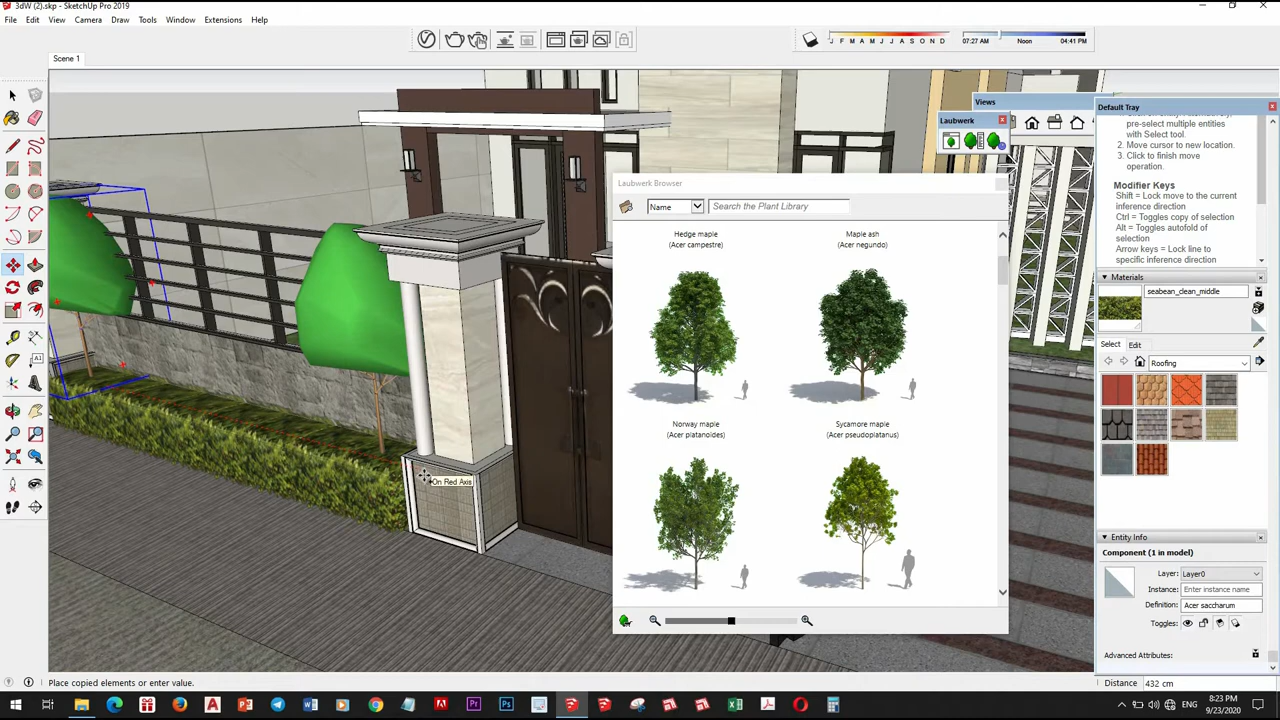 3dW (2).skp - SketchUp Pro 2019
File Edit View Camera Draw Tools Window Extensions Help
J F M A M J J A S O N D
07:27 AM Noon 04:41 PM
Scene 1
Views
Default Tray
Laubwerk
pre-select multiple entities
with Select tool.
2. Move cursor to new location.
3. Click to finish move
operation.
Modifier Keys
Shift = Lock move to the current
inference direction
Ctrl = Toggles copy of selection
Alt = Toggles autofold of
selection
Arrow keys = Lock line to
specific inference direction
Laubwerk Browser
Name
Search the Plant Library
Hedge maple
(Acer campestre)
Maple ash
(Acer negundo)
Norway maple
(Acer platanoides)
Sycamore maple
(Acer pseudoplatanus)
On Red Axis
Materials
seabean_clean_middle
Select Edit
Roofing
Entity Info
Component (1 in model)
Layer: Layer0
Instance: Enter instance name
Definition: Acer saccharum
Toggles:
Advanced Attributes:
Place copied elements or enter value.
Distance 432 cm
ENG
8:23 PM
9/23/2020